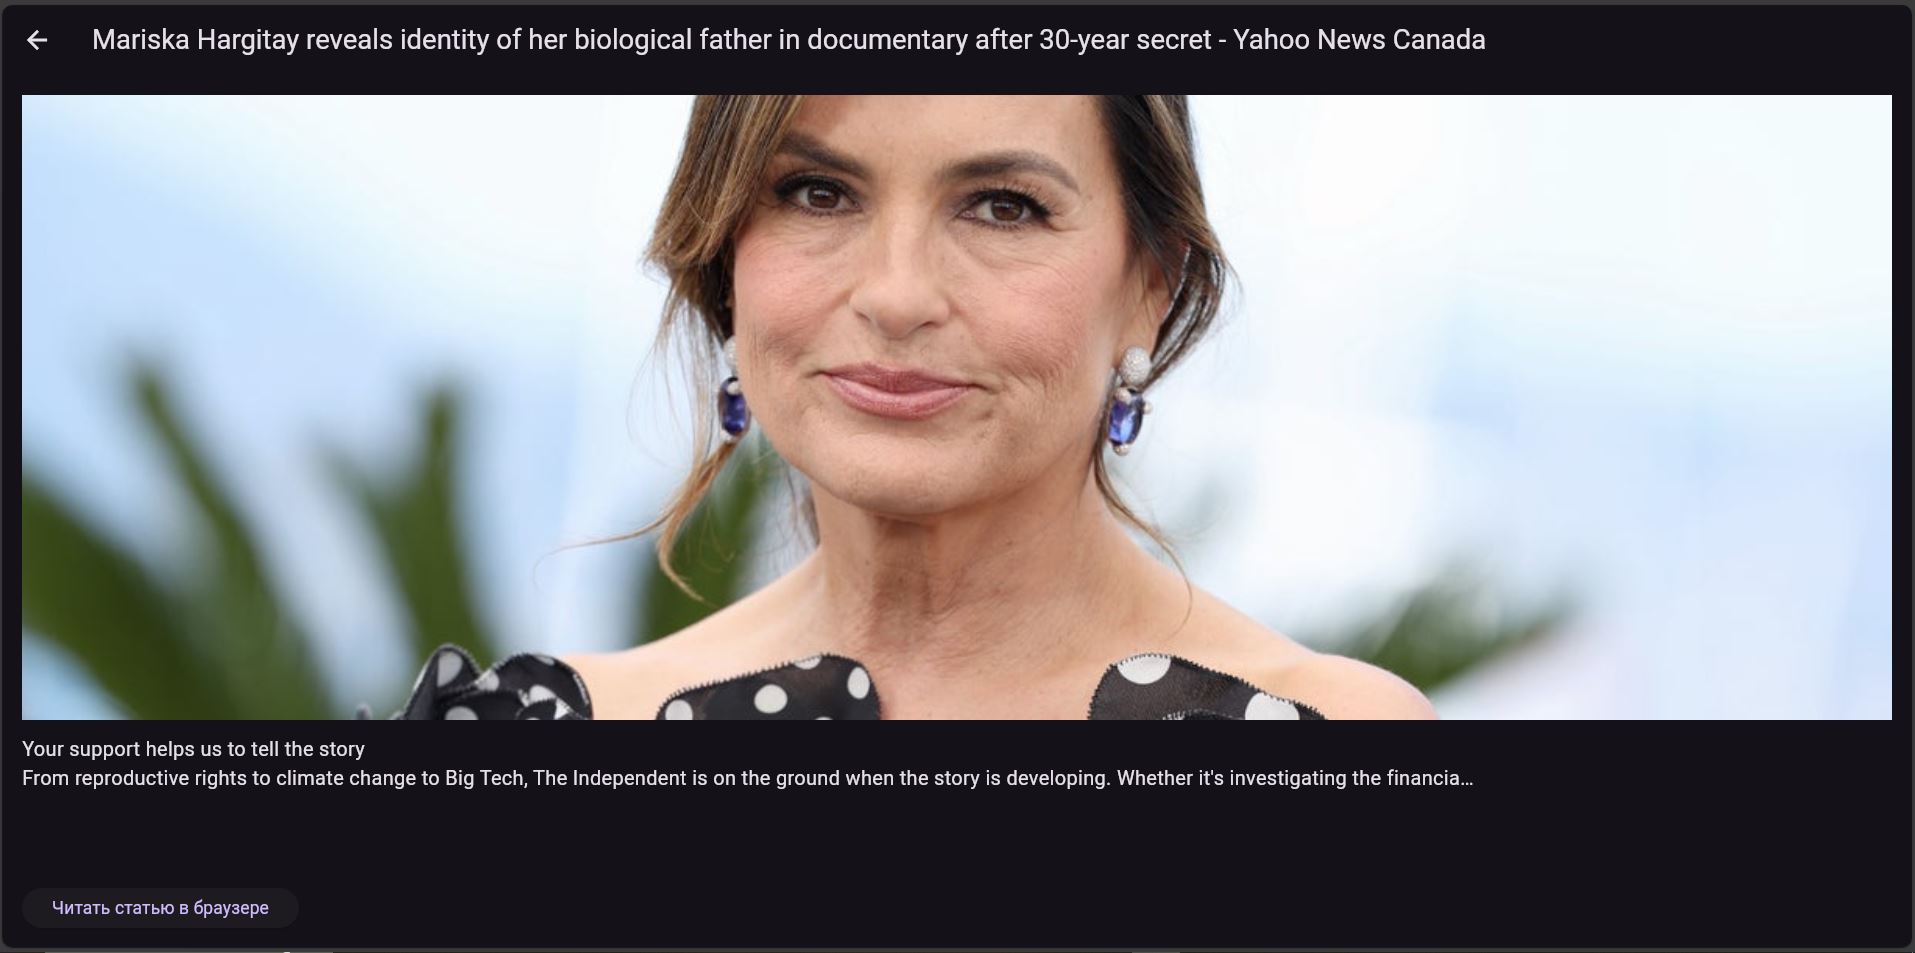 Mariska Hargitay reveals identity of her biological father in documentary after 30-year secret - Yahoo News Canada
Your support helps us to tell the story
From reproductive rights to climate change to Big Tech, The Independent is on the ground when the story is developing. Whether it's investigating the financia...
Читать статью в браузере